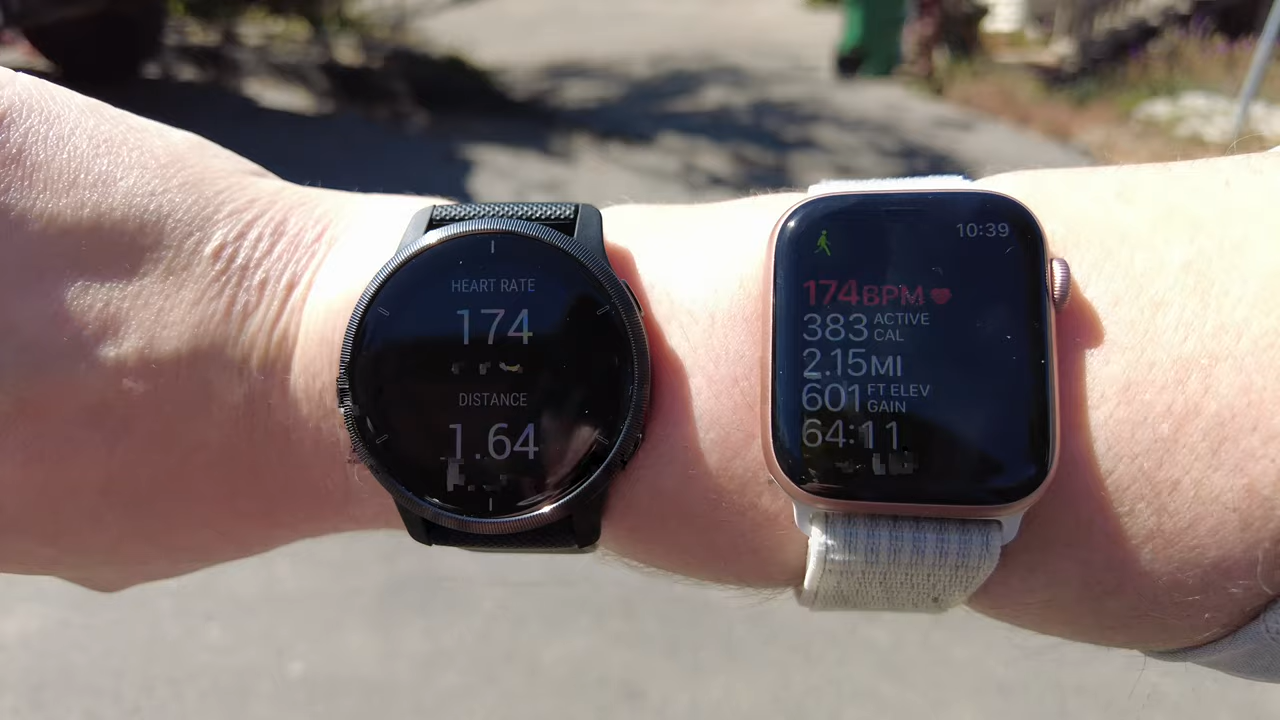 HEART RATE
174
DISTANCE
1.64
10:39
174BPM
383 ACTIVE CAL
2.15MI
601 FT ELEV GAIN
64:11